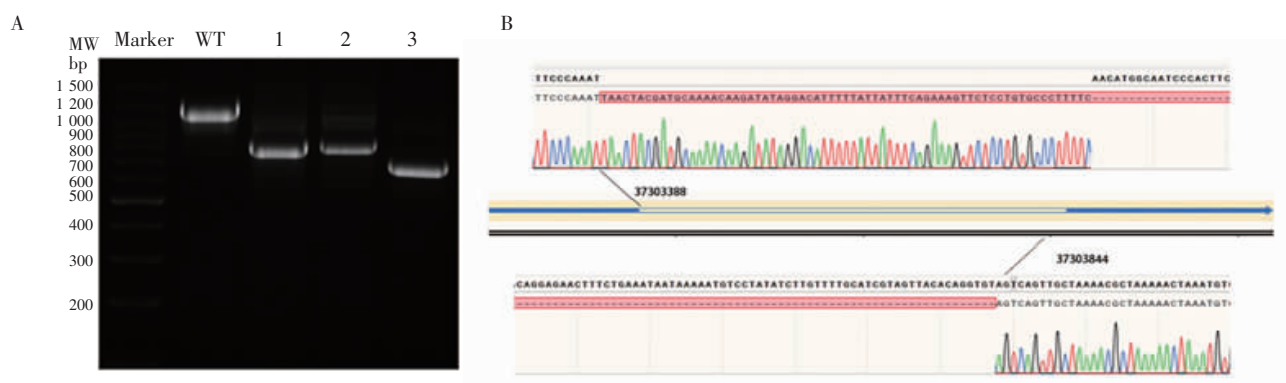 A
B
MW
bp
Marker WT 1 2 3
1 500
1 200
1 000
900
800
700
600
500
400
300
200
TTCCCAAAT AACATGGCAATCCCACTTC
TTCCCAAATTAACTACGATGCAAAACAAGATATAGGACATTTTTATTATTTCAGAAAGTTCTCCTGTGCCCTTTTC
37303388
37303844
CAGGAGAACTTTCTGAAATAATAAAAATGTCCTATATCTTGTTTTGCATCGTAGTTACACAGGTGTAGTCAGTTGCTAAAACGCTAAAAACTAAATGT
AGTCAGTTGCTAAAACGCTAAAAACTAAATGT